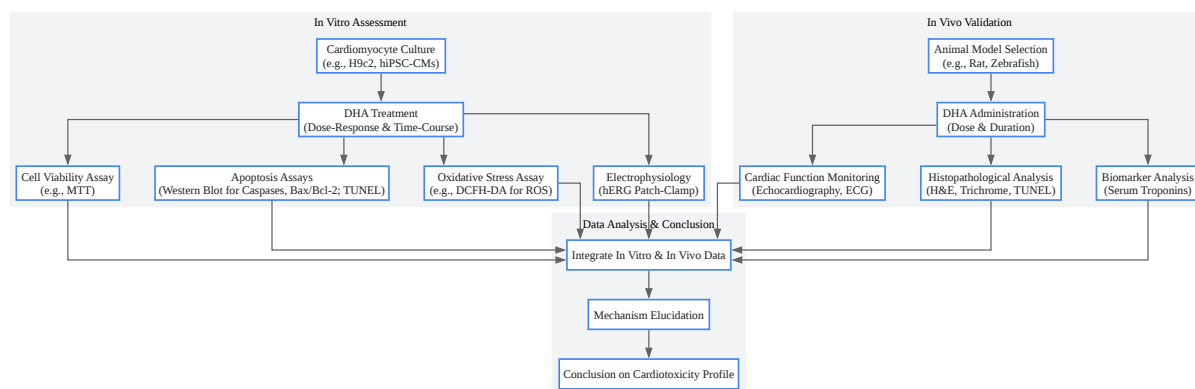 In Vitro Assessment
Cardiomyocyte Culture
(e.g., H9c2, hiPSC-CMs)
DHA Treatment
(Dose-Response & Time-Course)
Cell Viability Assay
(e.g., MTT)
Apoptosis Assays
(Western Blot for Caspases, Bax/Bcl-2; TUNEL)
Oxidative Stress Assay
(e.g., DCFH-DA for ROS)
Electrophysiology
(hERG Patch-Clamp)
In Vivo Validation
Animal Model Selection
(e.g., Rat, Zebrafish)
DHA Administration
(Dose & Duration)
Cardiac Function Monitoring
(Echocardiography, ECG)
Histopathological Analysis
(H&E, Trichrome, TUNEL)
Biomarker Analysis
(Serum Troponins)
Data Analysis & Conclusion
Integrate In Vitro & In Vivo Data
Mechanism Elucidation
Conclusion on Cardiotoxicity Profile